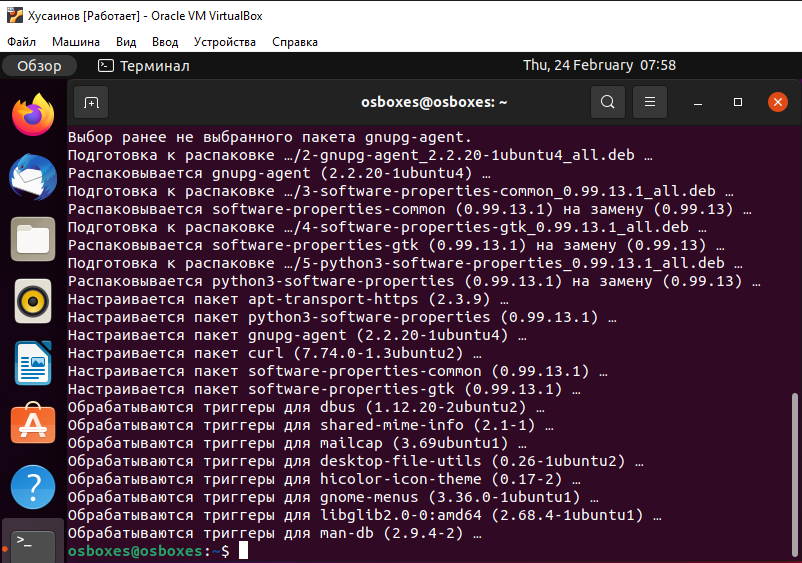 Хусаинов [Работает] - Oracle VM VirtualBox
Файл Машина Вид Ввод Устройства Справка
Обзор Терминал Thu, 24 February 07:58
osboxes@osboxes: ~
Выбор ранее не выбранного пакета gnupg-agent.
Подготовка к распаковке …/2-gnupg-agent_2.2.20-1ubuntu4_all.deb …
Распаковывается gnupg-agent (2.2.20-1ubuntu4) …
Подготовка к распаковке …/3-software-properties-common_0.99.13.1_all.deb …
Распаковывается software-properties-common (0.99.13.1) на замену (0.99.13) …
Подготовка к распаковке …/4-software-properties-gtk_0.99.13.1_all.deb …
Распаковывается software-properties-gtk (0.99.13.1) на замену (0.99.13) …
Подготовка к распаковке …/5-python3-software-properties_0.99.13.1_all.deb …
Распаковывается python3-software-properties (0.99.13.1) на замену (0.99.13) …
Настраивается пакет apt-transport-https (2.3.9) …
Настраивается пакет python3-software-properties (0.99.13.1) …
Настраивается пакет gnupg-agent (2.2.20-1ubuntu4) …
Настраивается пакет curl (7.74.0-1.3ubuntu2) …
Настраивается пакет software-properties-common (0.99.13.1) …
Настраивается пакет software-properties-gtk (0.99.13.1) …
Обрабатываются триггеры для dbus (1.12.20-2ubuntu2) …
Обрабатываются триггеры для shared-mime-info (2.1-1) …
Обрабатываются триггеры для mailcap (3.69ubuntu1) …
Обрабатываются триггеры для desktop-file-utils (0.26-1ubuntu2) …
Обрабатываются триггеры для hicolor-icon-theme (0.17-2) …
Обрабатываются триггеры для gnome-menus (3.36.0-1ubuntu1) …
Обрабатываются триггеры для libglib2.0-0:amd64 (2.68.4-1ubuntu1) …
Обрабатываются триггеры для man-db (2.9.4-2) …
osboxes@osboxes:~$